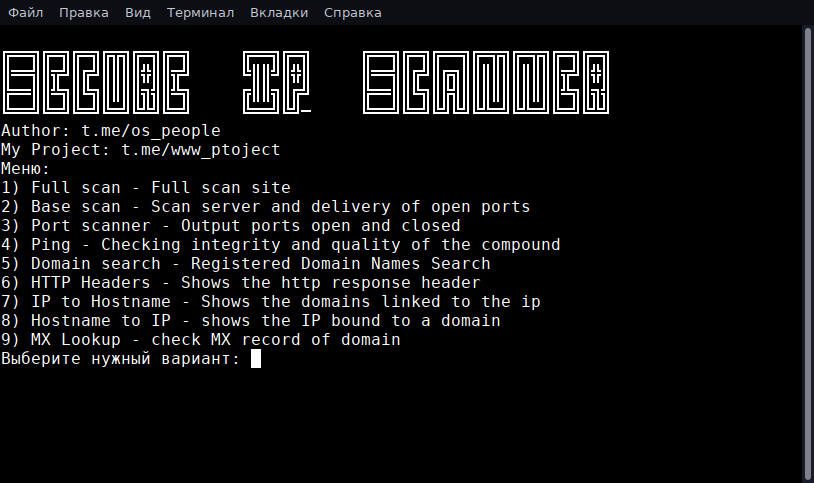 IP SCANNER
Файл Правка Вид Терминал Вкладки Справка
Author: t.me/os_people
My Project: t.me/www_ptoject
Меню:
1) Full scan - Full scan site
2) Base scan - Scan server and delivery of open ports
3) Port scanner - Output ports open and closed
4) Ping - Checking integrity and quality of the compound
5) Domain search - Registered Domain Names Search
6) HTTP Headers - Shows the http response header
7) IP to Hostname - Shows the domains linked to the ip
8) Hostname to IP - shows the IP bound to a domain
9) MX Lookup - check MX record of domain
Выберите нужный вариант: